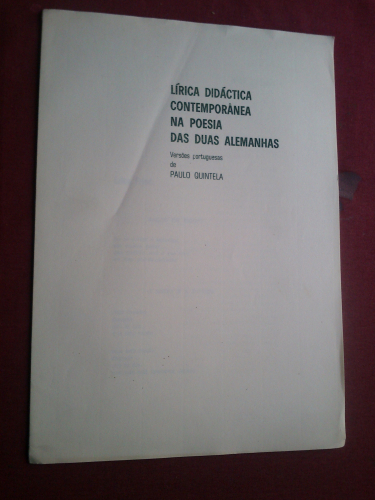 LÍRICA DIDÁCTICA
CONTEMPORÂNEA
NA POESIA
DAS DUAS ALEMANHAS
Versões portuguesas
de
PAULO QUINTELA